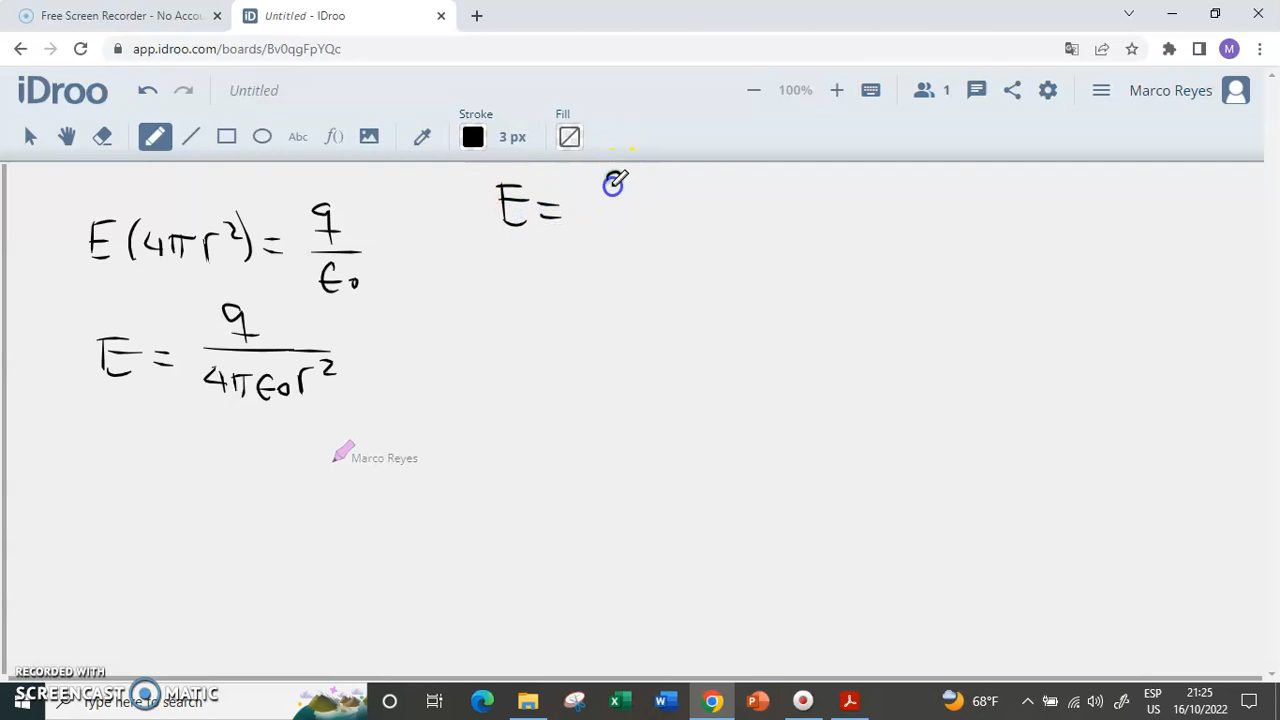 Free Screen Recorder - No Accou
Untitled - IDroo
app.idroo.com/boards/Bv0qgFpYQc
M
iDroo
Untitled
100%
1
Marco Reyes
Stroke
Fill
Abc
f()
3 px
E =
E(4πr²) = q/ε₀
E = q/4πε₀r²
Marco Reyes
RECORDED WITH
SCREENCAST MATIC
Type here to search
68°F
ESP
US
21:25
16/10/2022